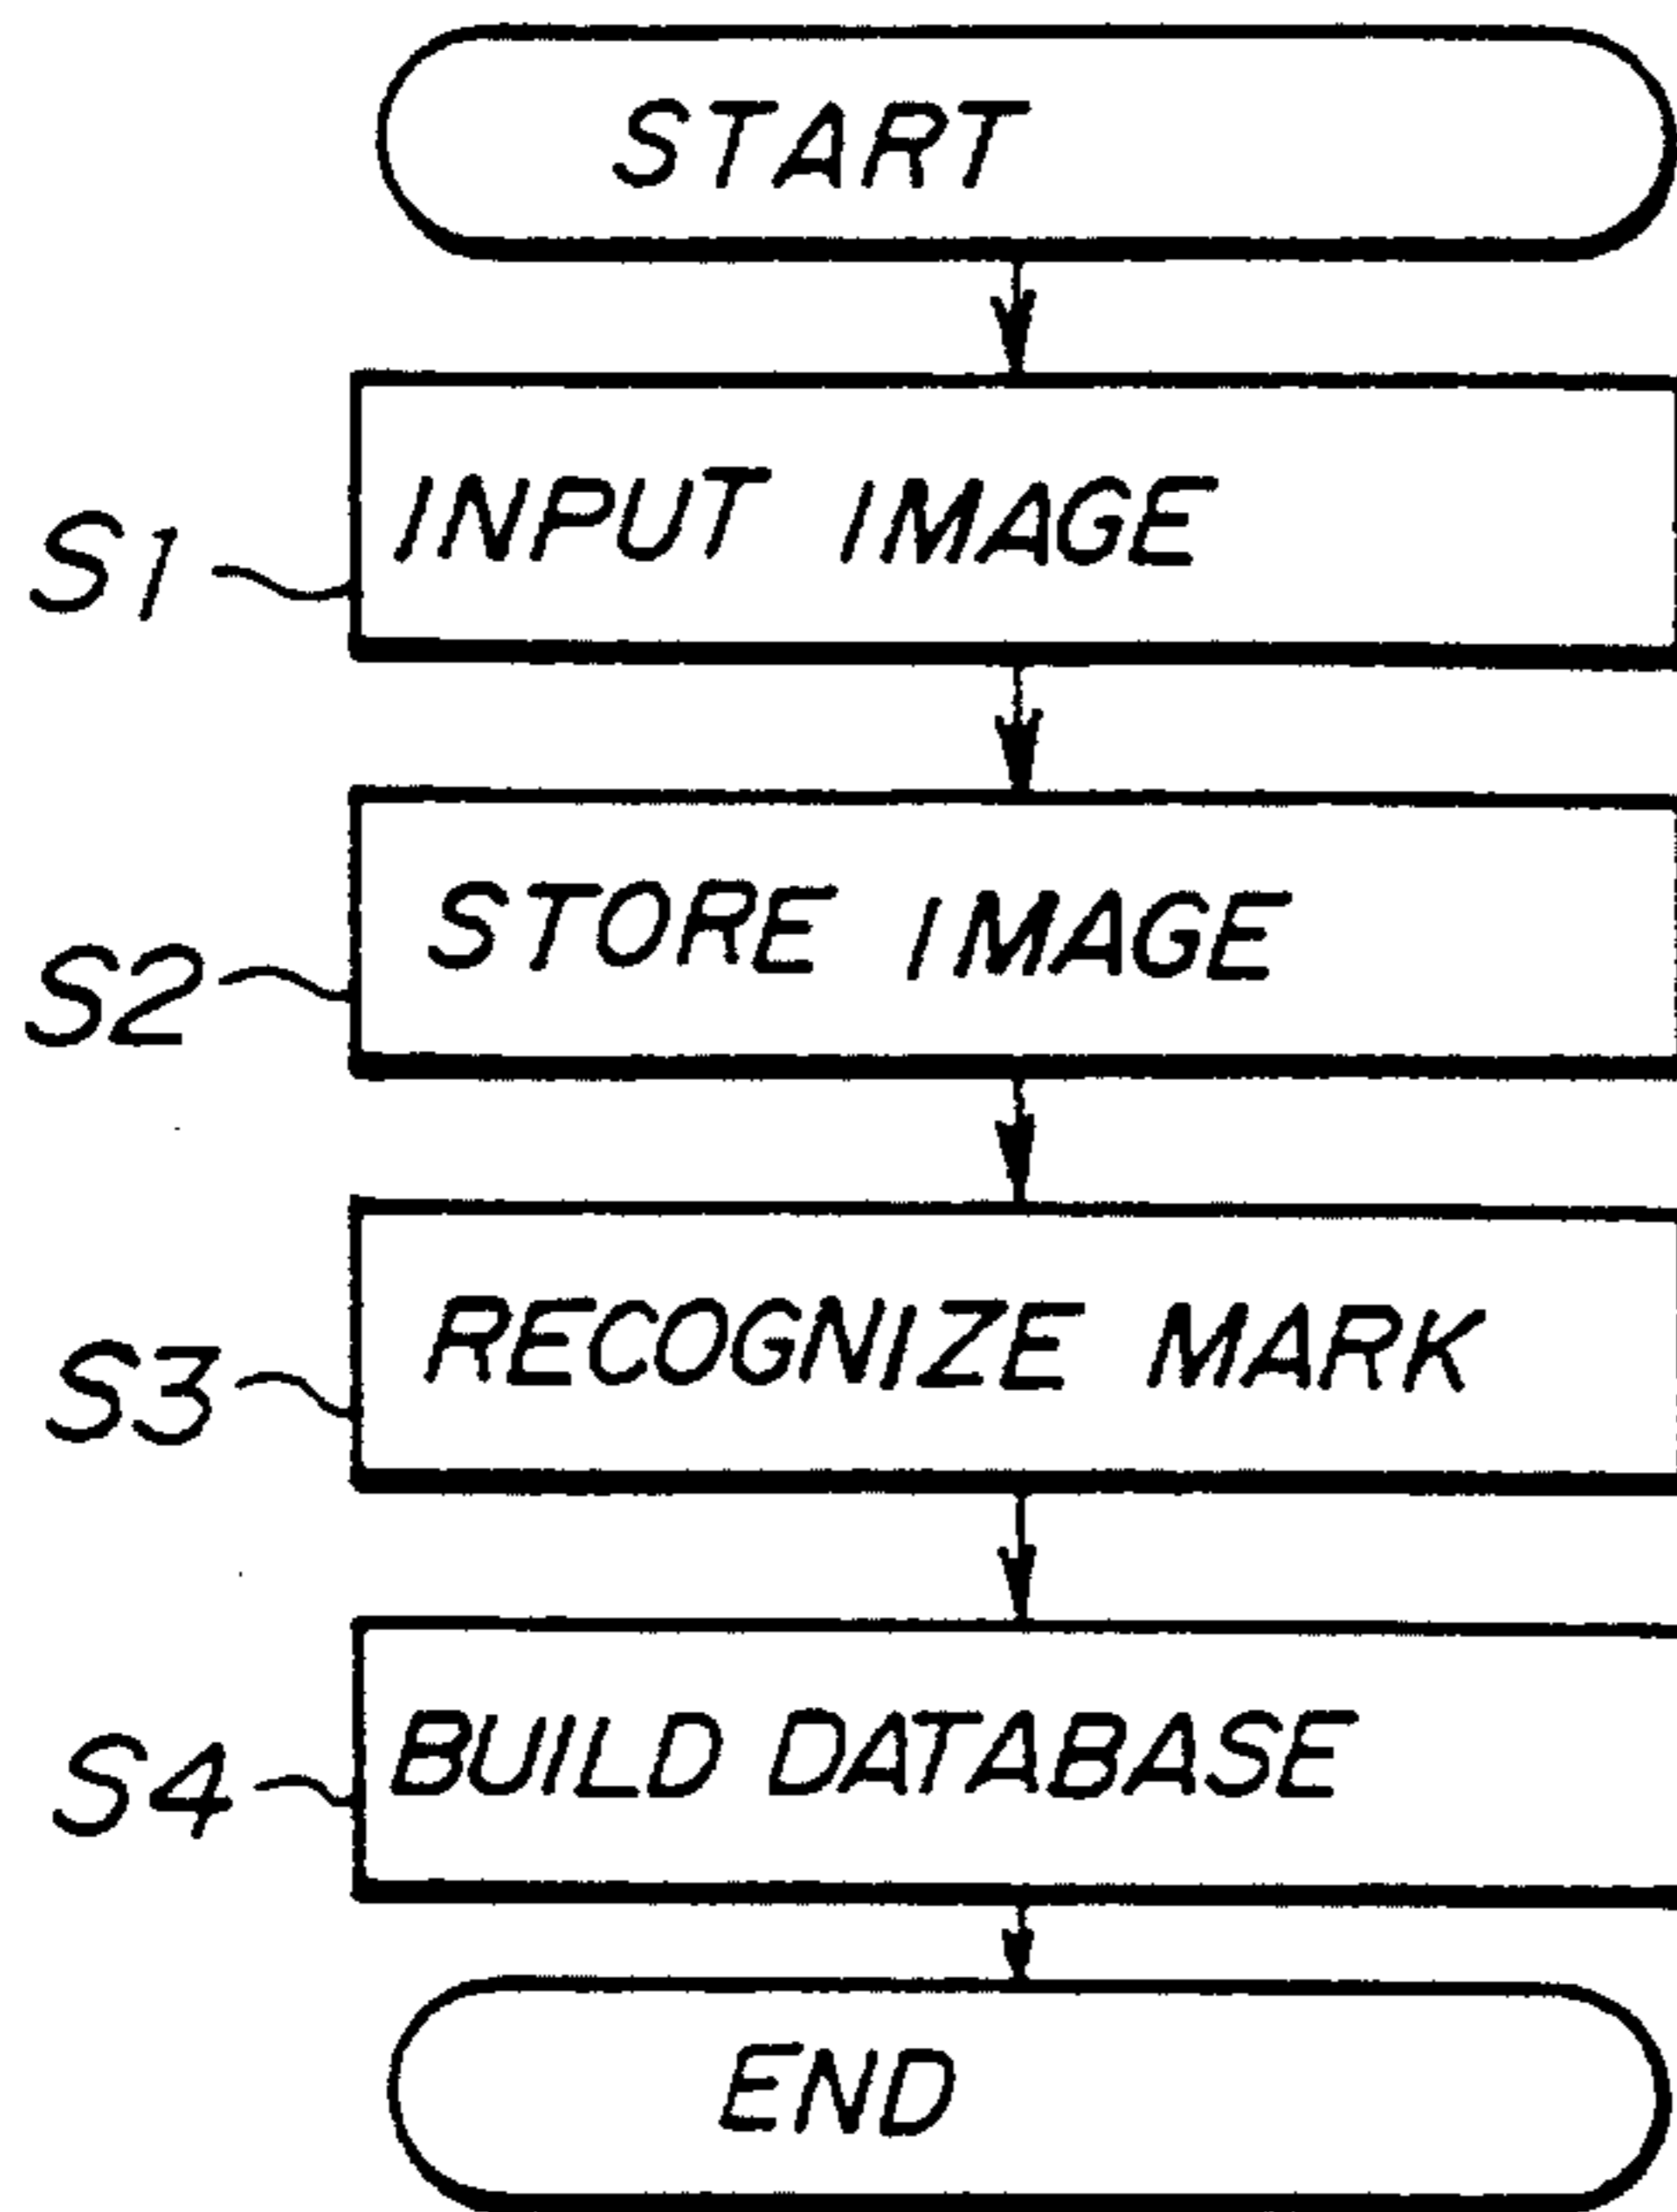 START
S1
INPUT IMAGE
S2
STORE IMAGE
S3
RECOGNIZE MARK
S4
BUILD DATABASE
END